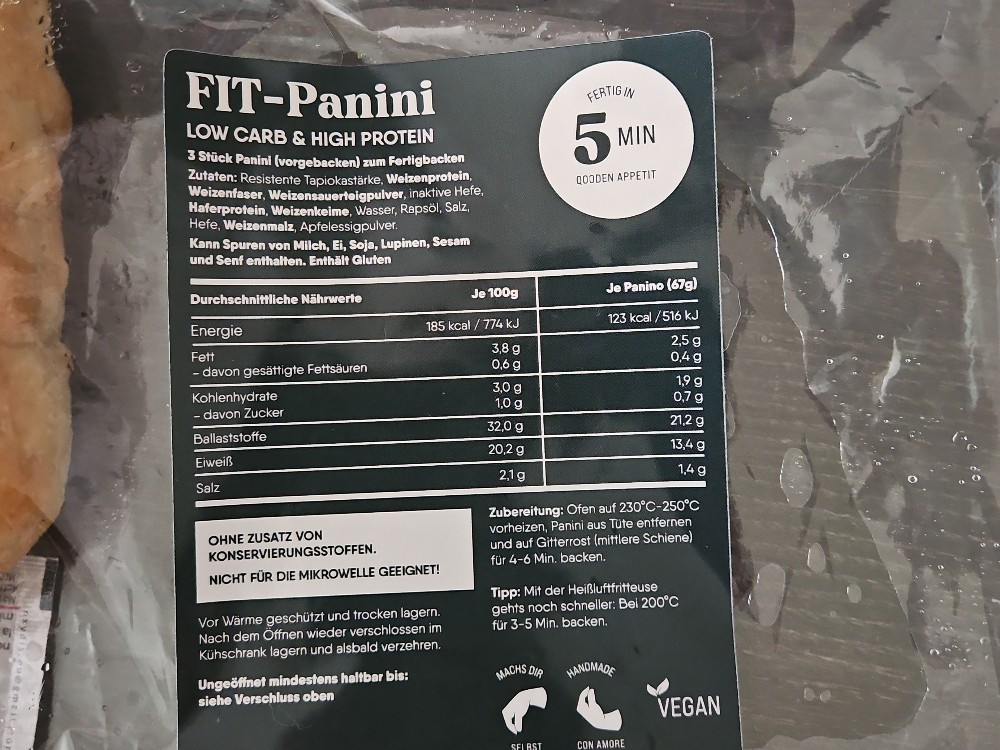 FIT-Panini
LOW CARB & HIGH PROTEIN
3 Stück Panini (vorgebacken) zum Fertigbacken
Zutaten: Resistente Tapiokastärke, Weizenprotein,
Weizenfaser, Weizensauerteigpulver, inaktive Hefe,
Haferprotein, Weizenkeime, Wasser, Rapsöl, Salz,
Hefe, Weizenmalz, Apfelessigpulver.
Kann Spuren von Milch, Ei, Soja, Lupinen, Sesam
und Senf enthalten. Enthält Gluten
FERTIG IN
5 MIN
QOODEN APPETIT
Durchschnittliche Nährwerte Je 100g Je Panino (67g)
Energie 185 kcal / 774 kJ 123 kcal / 516 kJ
Fett 3,8 g 2,5 g
- davon gesättigte Fettsäuren 0,6 g 0,4 g
Kohlenhydrate 3,0 g 1,9 g
- davon Zucker 1,0 g 0,7 g
Ballaststoffe 32,0 g 21,2 g
Eiweiß 20,2 g 13,4 g
Salz 2,1 g 1,4 g
OHNE ZUSATZ VON
KONSERVIERUNGSSTOFFEN.
NICHT FÜR DIE MIKROWELLE GEEIGNET!
Vor Wärme geschützt und trocken lagern.
Nach dem Öffnen wieder verschlossen im
Kühlschrank lagern und alsbald verzehren.
Ungeöffnet mindestens haltbar bis:
siehe Verschluss oben
Zubereitung: Ofen auf 230°C-250°C
vorheizen, Panini aus Tüte entfernen
und auf Gitterrost (mittlere Schiene)
für 4-6 Min. backen.
Tipp: Mit der Heißluftfritteuse
gehts noch schneller: Bei 200°C
für 3-5 Min. backen.
MACHS DIR
SELBST
HANDMADE
CON AMORE
VEGAN